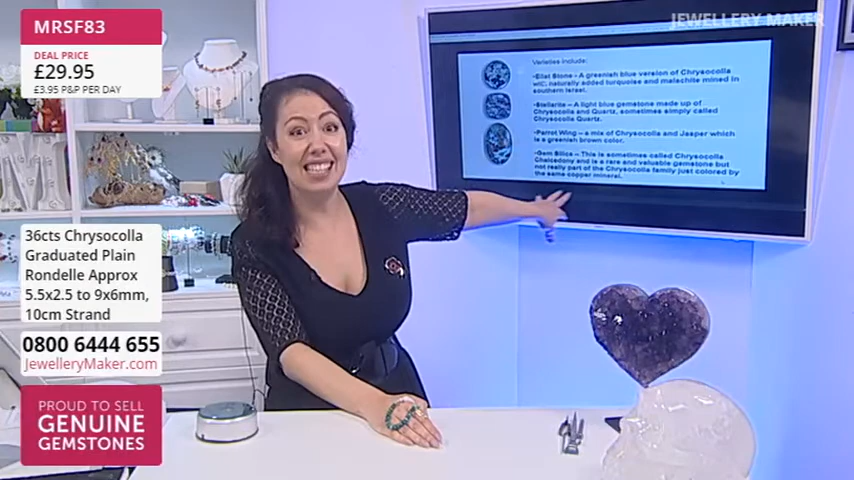 MRSF83
DEAL PRICE
£29.95
£3.95 P&P PER DAY
36cts Chrysocolla
Graduated Plain
Rondelle Approx
5.5x2.5 to 9x6mm,
10cm Strand
0800 6444 655
JewelleryMaker.com
PROUD TO SELL
GENUINE
GEMSTONES
JEWELLERY MAKER
Varieties include:
•Eilat Stone – A greenish blue version of Chrysocolla
with naturally added turquoise and malachite mined in
southern Israel.
•Stellarite – A light blue gemstone made up of
Chrysocolla and Quartz, sometimes simply called
Chrysocolla Quartz.
•Parrot Wing – a mix of Chrysocolla and Jasper which
is a greenish brown color.
•Gem Silica – This is sometimes called Chrysocolla
Chalcedony and is a rare and valuable gemstone but
not really part of the Chrysocolla family just colored by
the same copper mineral.